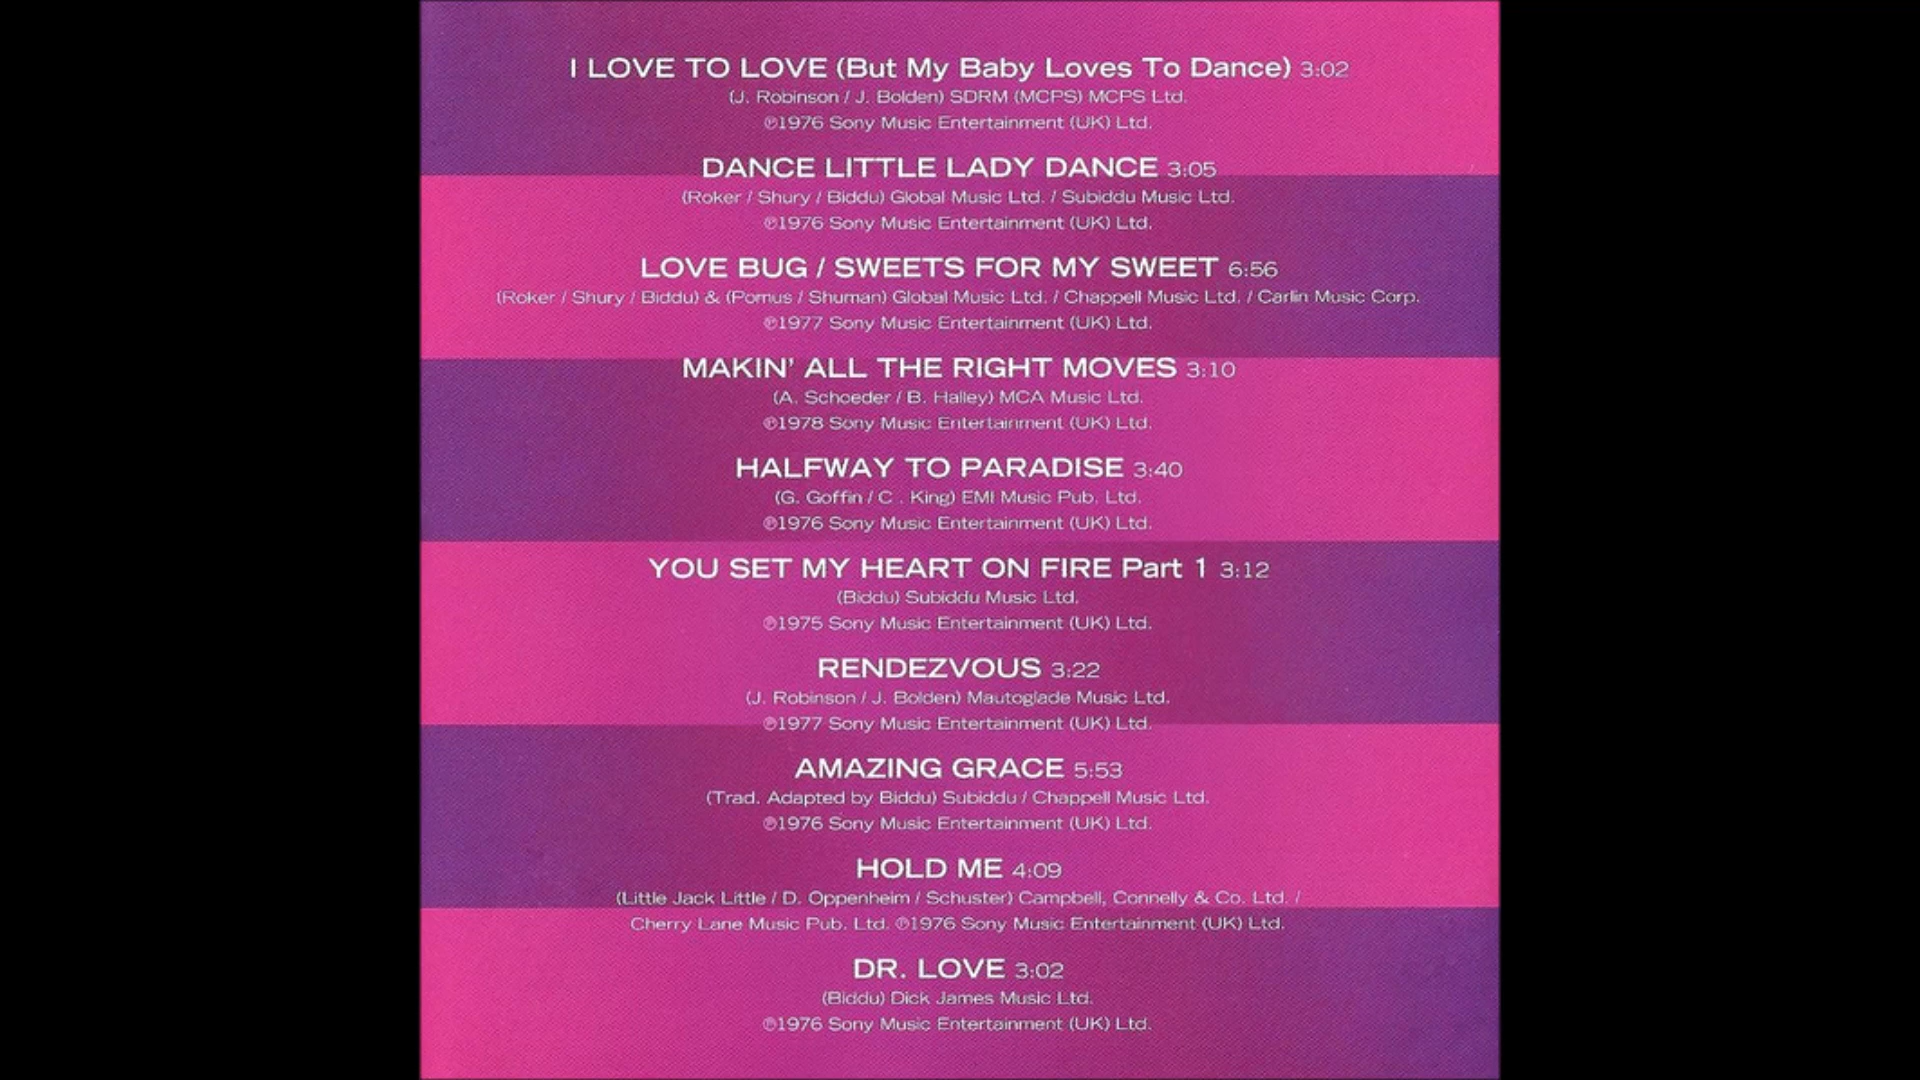 I LOVE TO LOVE (But My Baby Loves To Dance) 3:02
(J. Robinson / J. Bolden) SDRM (MCPS) MCPS Ltd.
℗1976 Sony Music Entertainment (UK) Ltd.
DANCE LITTLE LADY DANCE 3:05
(Roker / Shury / Biddu) Global Music Ltd. / Subiddu Music Ltd.
℗1976 Sony Music Entertainment (UK) Ltd.
LOVE BUG / SWEETS FOR MY SWEET 6:56
(Roker / Shury / Biddu) & (Pomus / Shuman) Global Music Ltd. / Chappell Music Ltd. / Carlin Music Corp.
℗1977 Sony Music Entertainment (UK) Ltd.
MAKIN' ALL THE RIGHT MOVES 3:10
(A. Schoeder / B. Halley) MCA Music Ltd.
℗1978 Sony Music Entertainment (UK) Ltd.
HALFWAY TO PARADISE 3:40
(G. Goffin / C . King) EMI Music Pub. Ltd.
℗1976 Sony Music Entertainment (UK) Ltd.
YOU SET MY HEART ON FIRE Part 1 3:12
(Biddu) Subiddu Music Ltd.
℗1975 Sony Music Entertainment (UK) Ltd.
RENDEZVOUS 3:22
(J. Robinson / J. Bolden) Mautoglade Music Ltd.
℗1977 Sony Music Entertainment (UK) Ltd.
AMAZING GRACE 5:53
(Trad. Adapted by Biddu) Subiddu / Chappell Music Ltd.
℗1976 Sony Music Entertainment (UK) Ltd.
HOLD ME 4:09
(Little Jack Little / D. Oppenheim / Schuster) Campbell, Connelly & Co. Ltd. /
Cherry Lane Music Pub. Ltd. ℗1976 Sony Music Entertainment (UK) Ltd.
DR. LOVE 3:02
(Biddu) Dick James Music Ltd.
℗1976 Sony Music Entertainment (UK) Ltd.